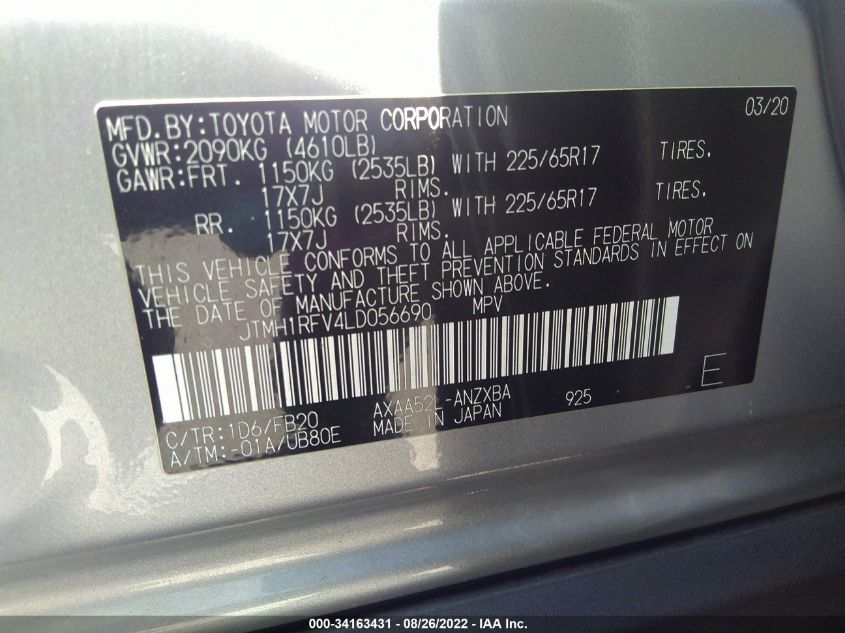 MFD.BY:TOYOTA MOTOR CORPORATION 03/20
GVWR:2090KG (4610LB)
GAWR:FRT. 1150KG (2535LB) WITH 225/65R17 TIRES.
17X7J RIMS.
RR. 1150KG (2535LB) WITH 225/65R17 TIRES.
17X7J RIMS.
THIS VEHICLE CONFORMS TO ALL APPLICABLE FEDERAL MOTOR
VEHICLE SAFETY AND THEFT PREVENTION STANDARDS IN EFFECT ON
THE DATE OF MANUFACTURE SHOWN ABOVE.
JTMH1RFV4LD056690 MPV
E
C/TR:1D6/FB20 AXAA52L-ANZXBA 925
A/TM:-01A/UB80E MADE IN JAPAN
000-34163431 - 08/26/2022 - IAA Inc.